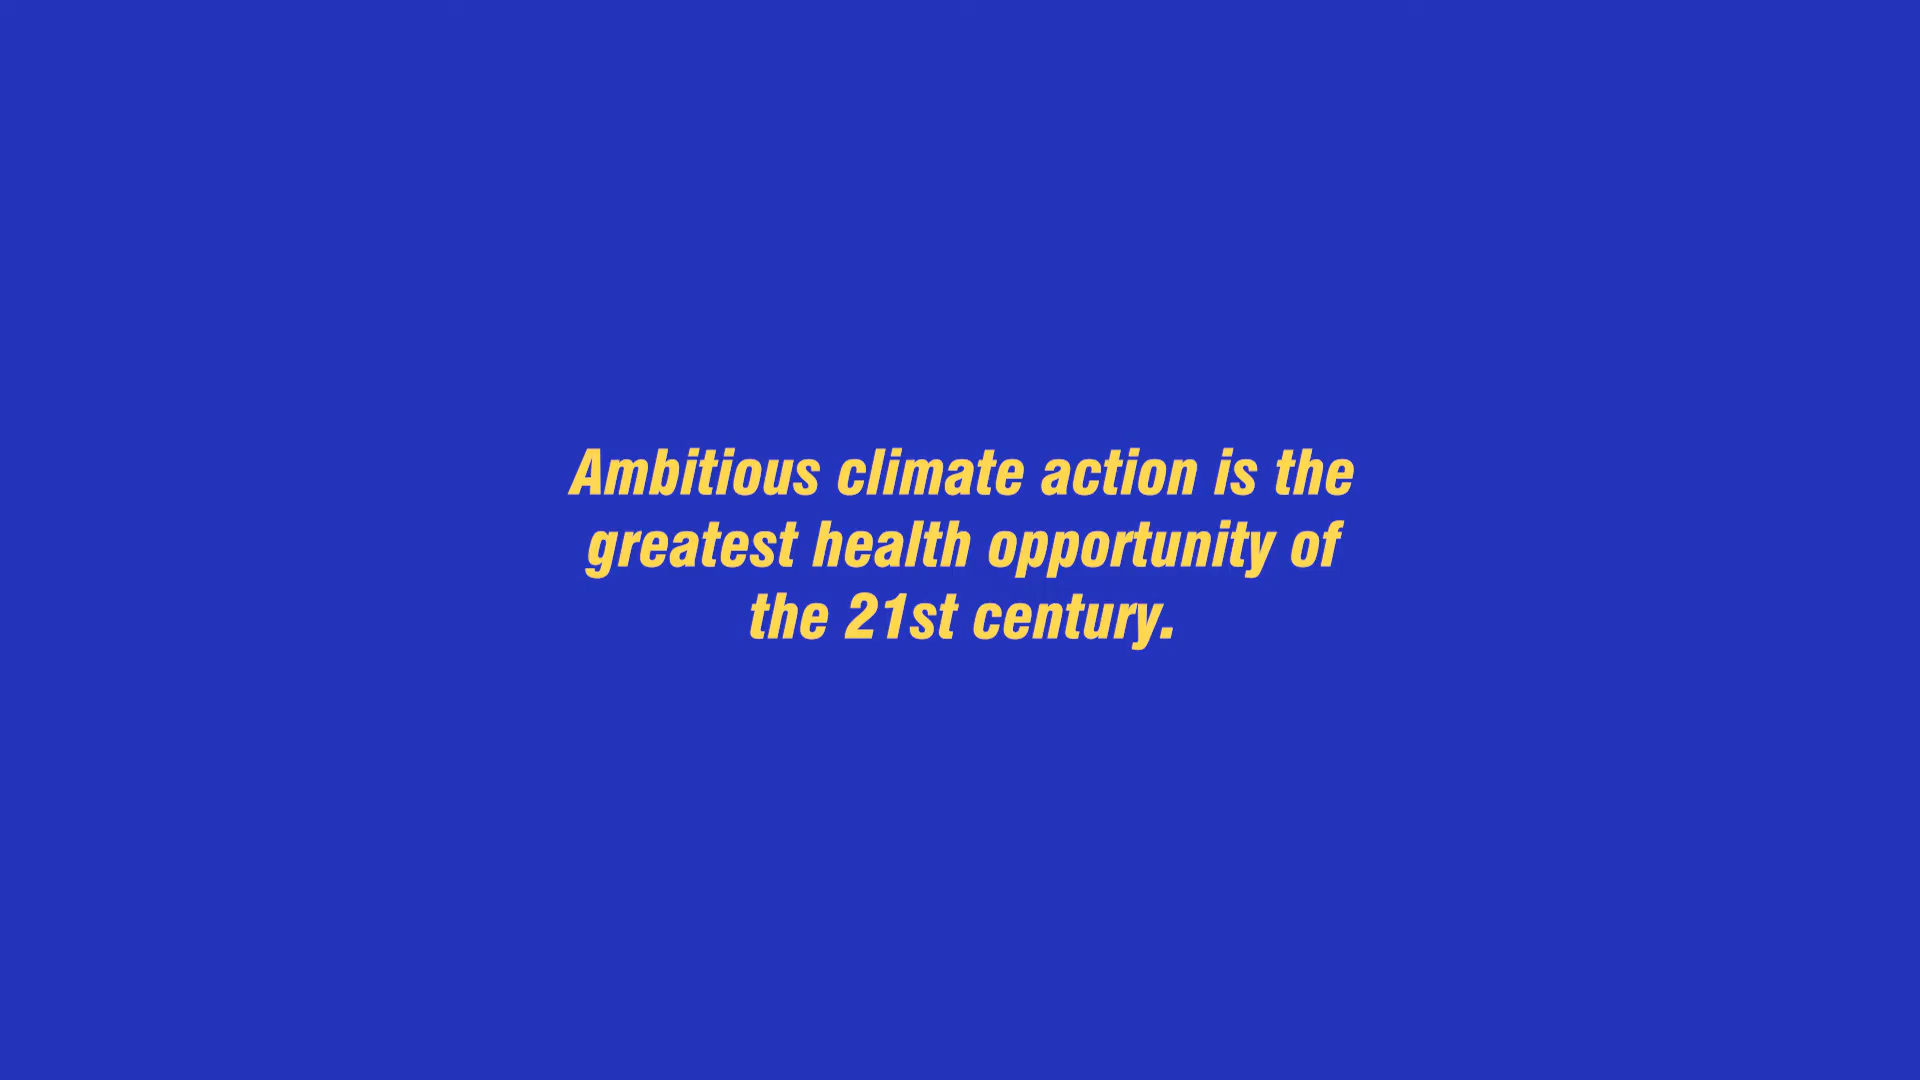 Ambitious climate action is the
greatest health opportunity of
the 21st century.